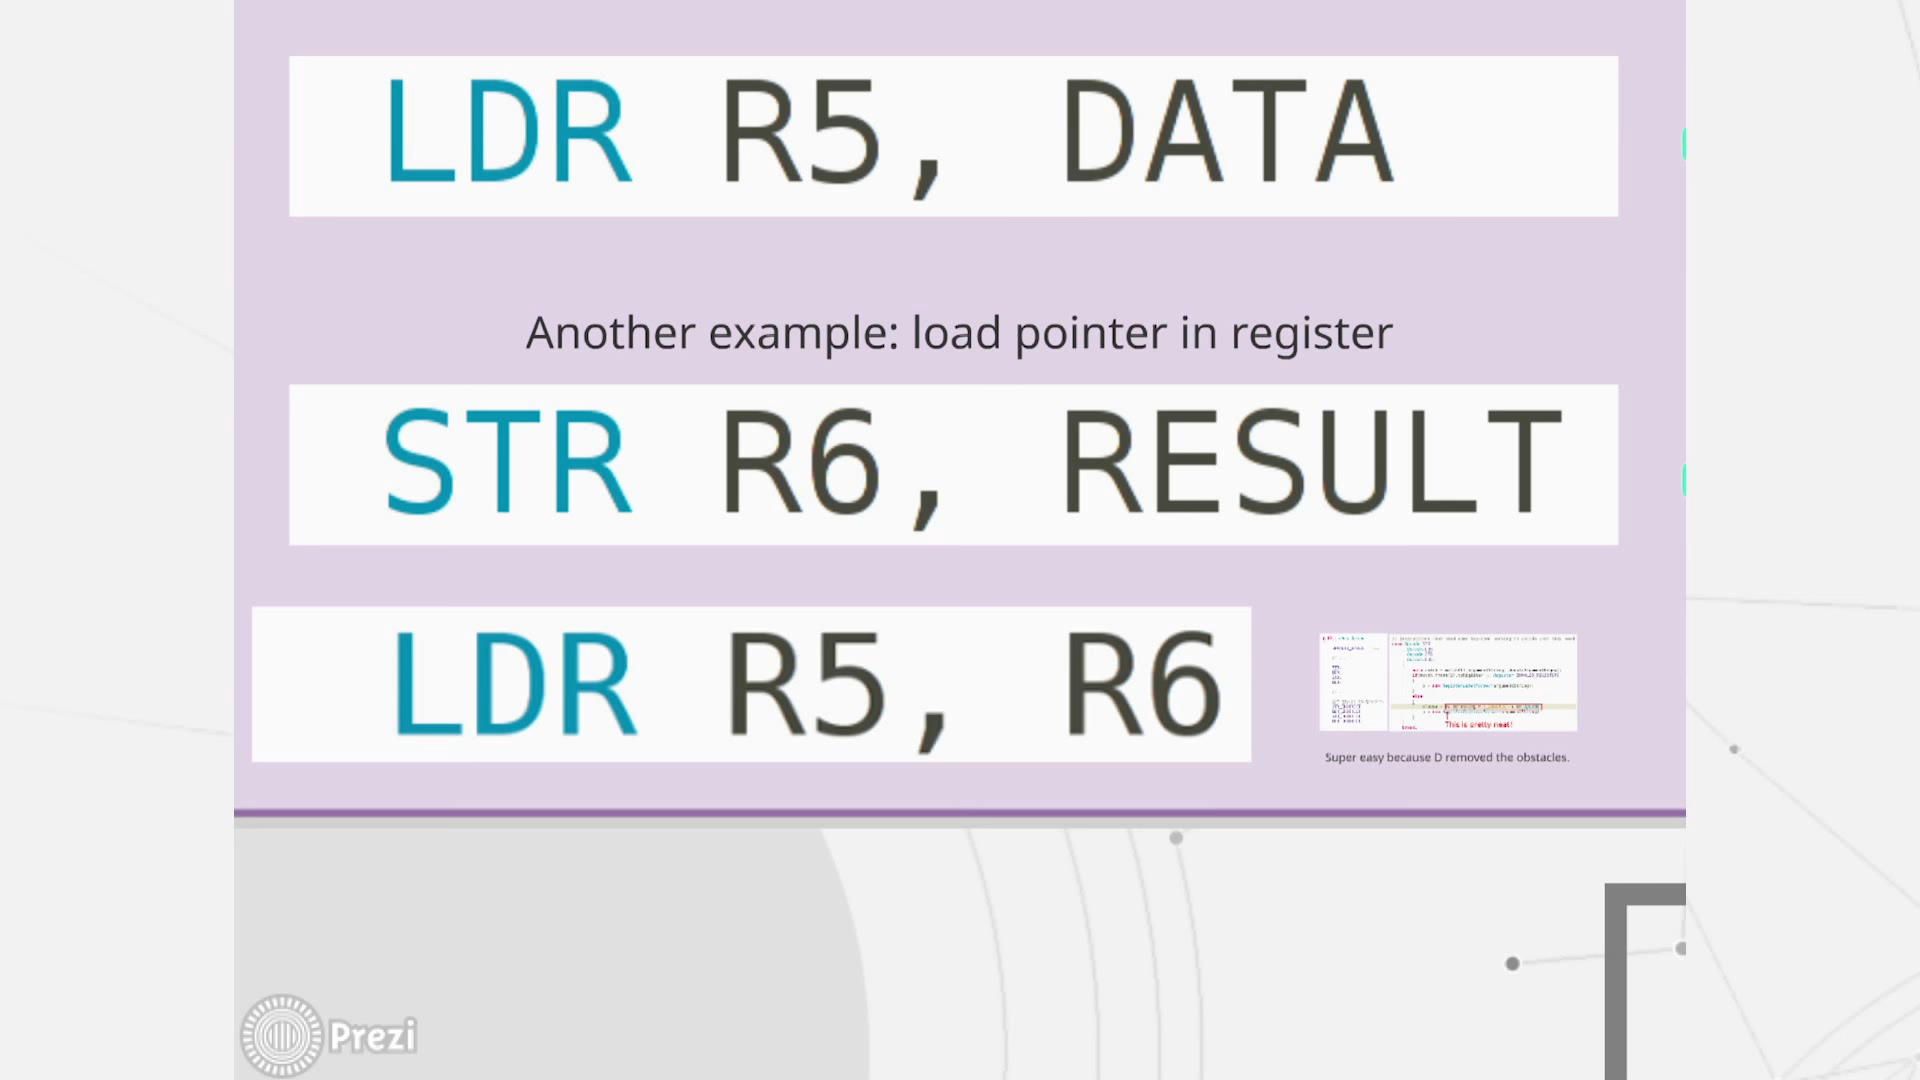 LDR R5, DATA
Another example: load pointer in register
STR R6, RESULT
LDR R5, R6
This is pretty neat!
Super easy because D removed the obstacles.
Prezi